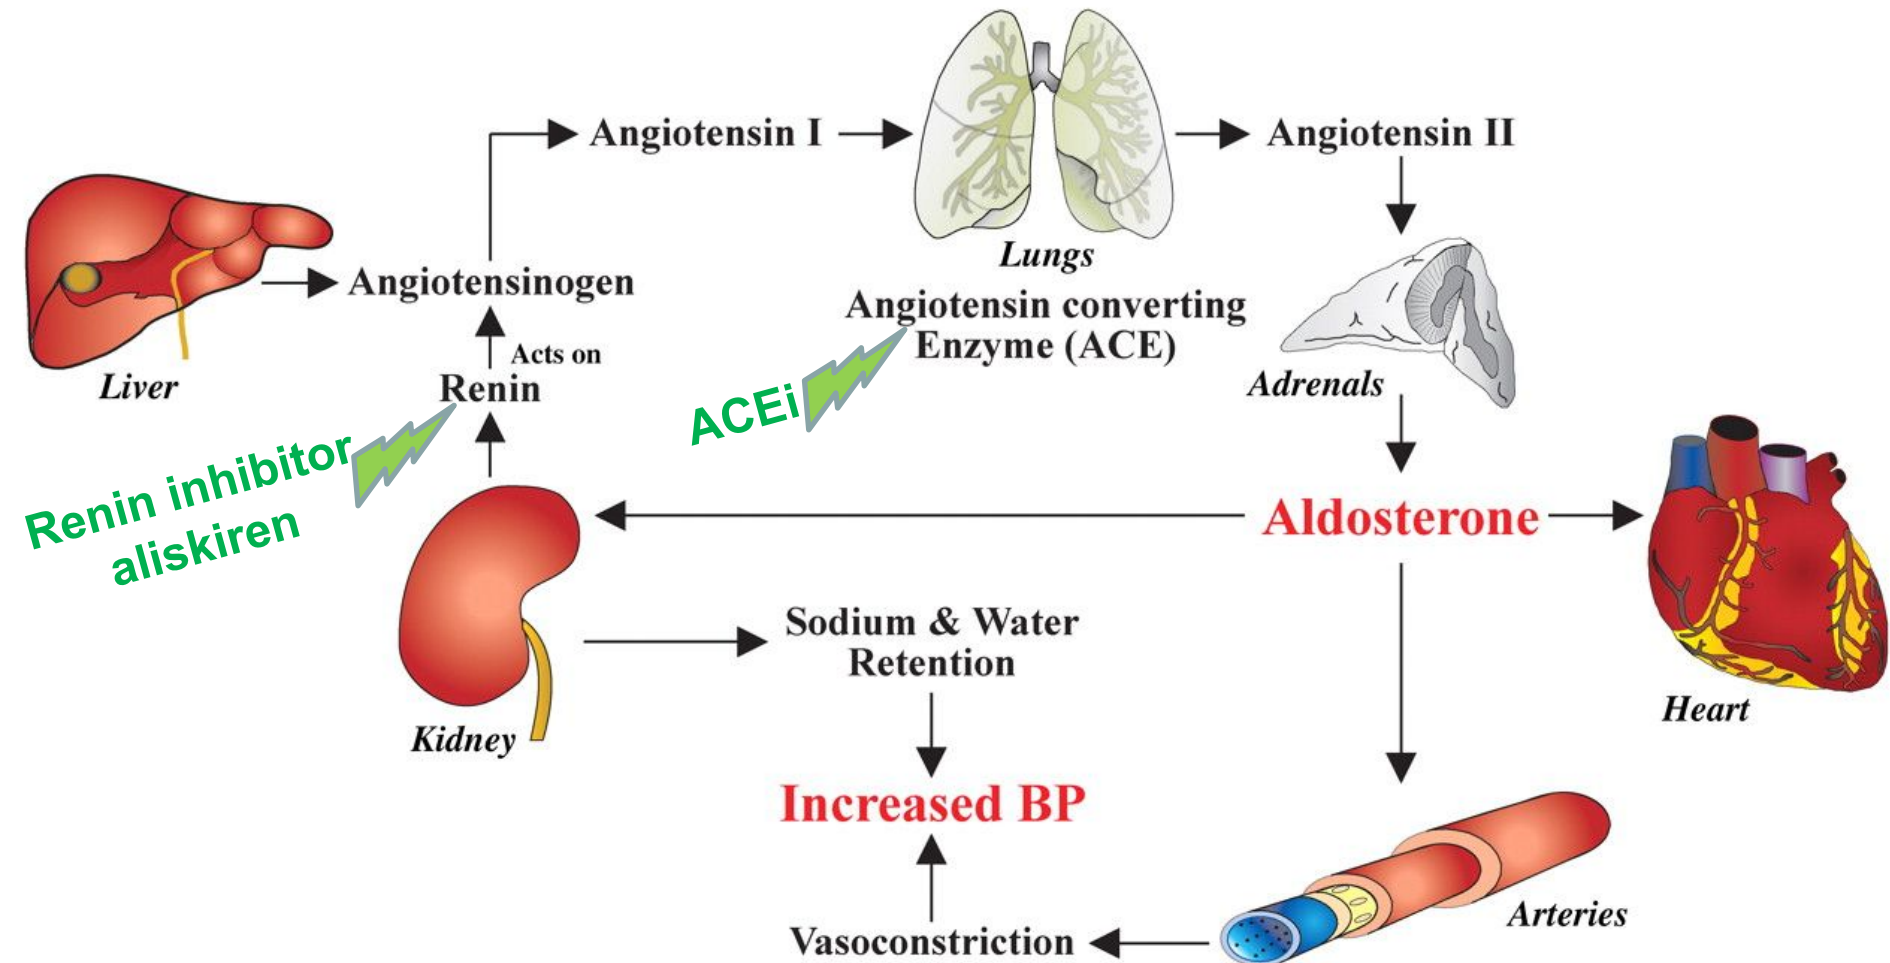 Angiotensin I
Angiotensin II
Lungs
Angiotensinogen
Angiotensin converting
Enzyme (ACE)
Acts on
Liver
Renin
Adrenals
ACEi
Renin inhibitor
aliskiren
Aldosterone
Sodium & Water
Retention
Heart
Kidney
Increased BP
Arteries
Vasoconstriction